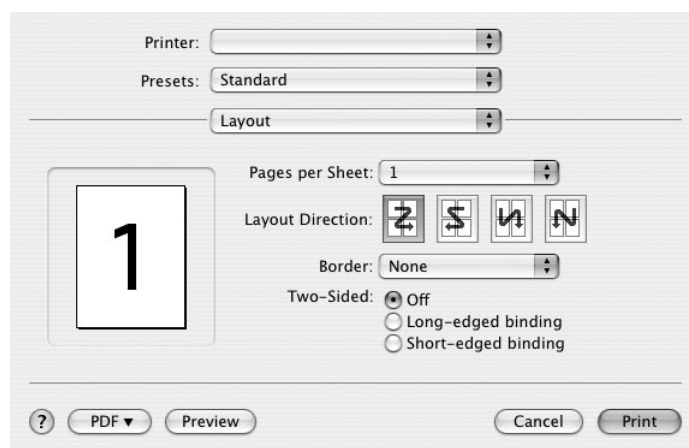 Printer:
Presets: Standard
Layout
Pages per Sheet: 1
Layout Direction:
1
Border: None
Two-Sided: Off
Long-edged binding
Short-edged binding
? PDF▼ Preview Cancel Print